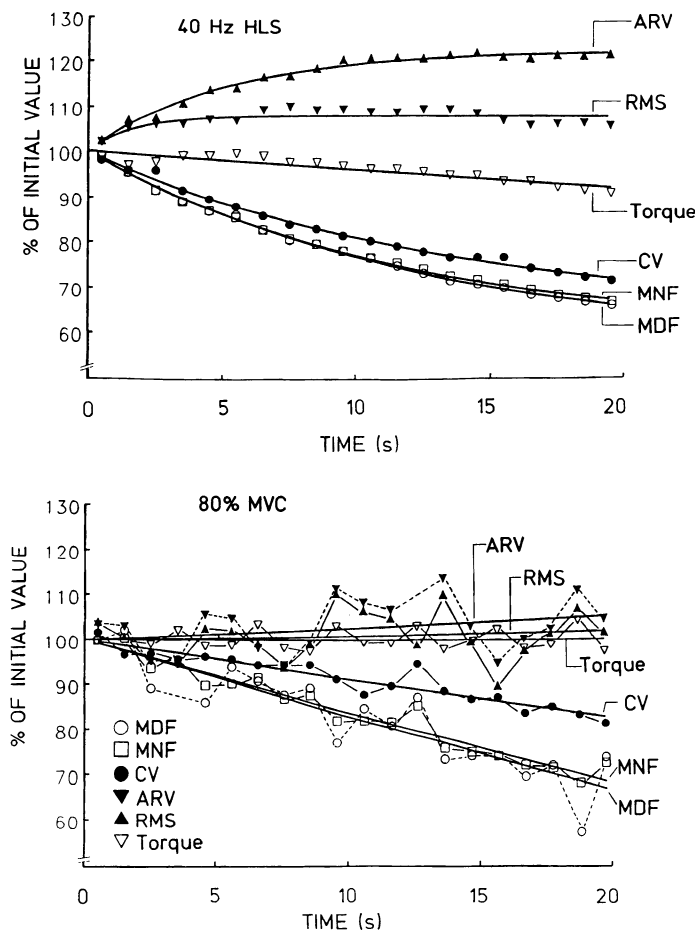 40 Hz HLS
% OF INITIAL VALUE
130
120
110
100
90
80
70
60
ARV
RMS
Torque
CV
MNF
MDF
0 5 10 15 20
TIME (s)
80% MVC
% OF INITIAL VALUE
130
120
110
100
90
80
70
60
ARV
RMS
Torque
CV
MNF
MDF
MDF
MNF
CV
ARV
RMS
Torque
0 5 10 15 20
TIME (s)